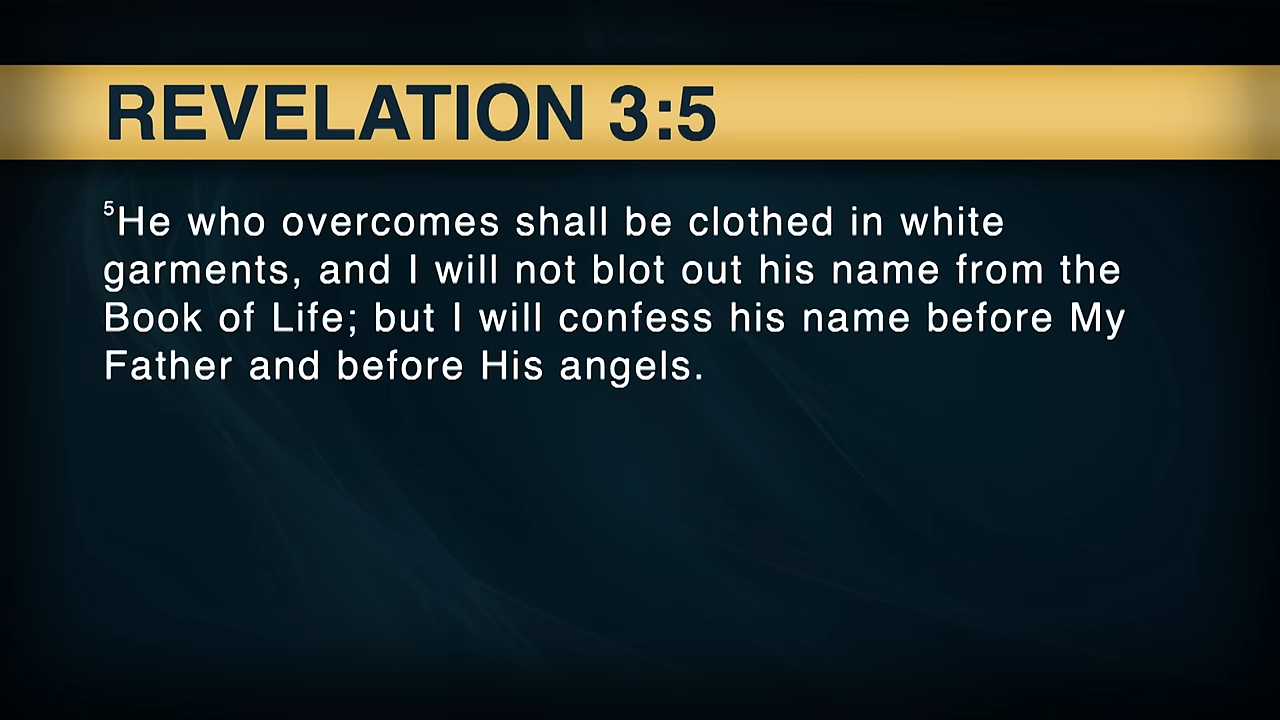 REVELATION 3:5
⁵He who overcomes shall be clothed in white
garments, and I will not blot out his name from the
Book of Life; but I will confess his name before My
Father and before His angels.